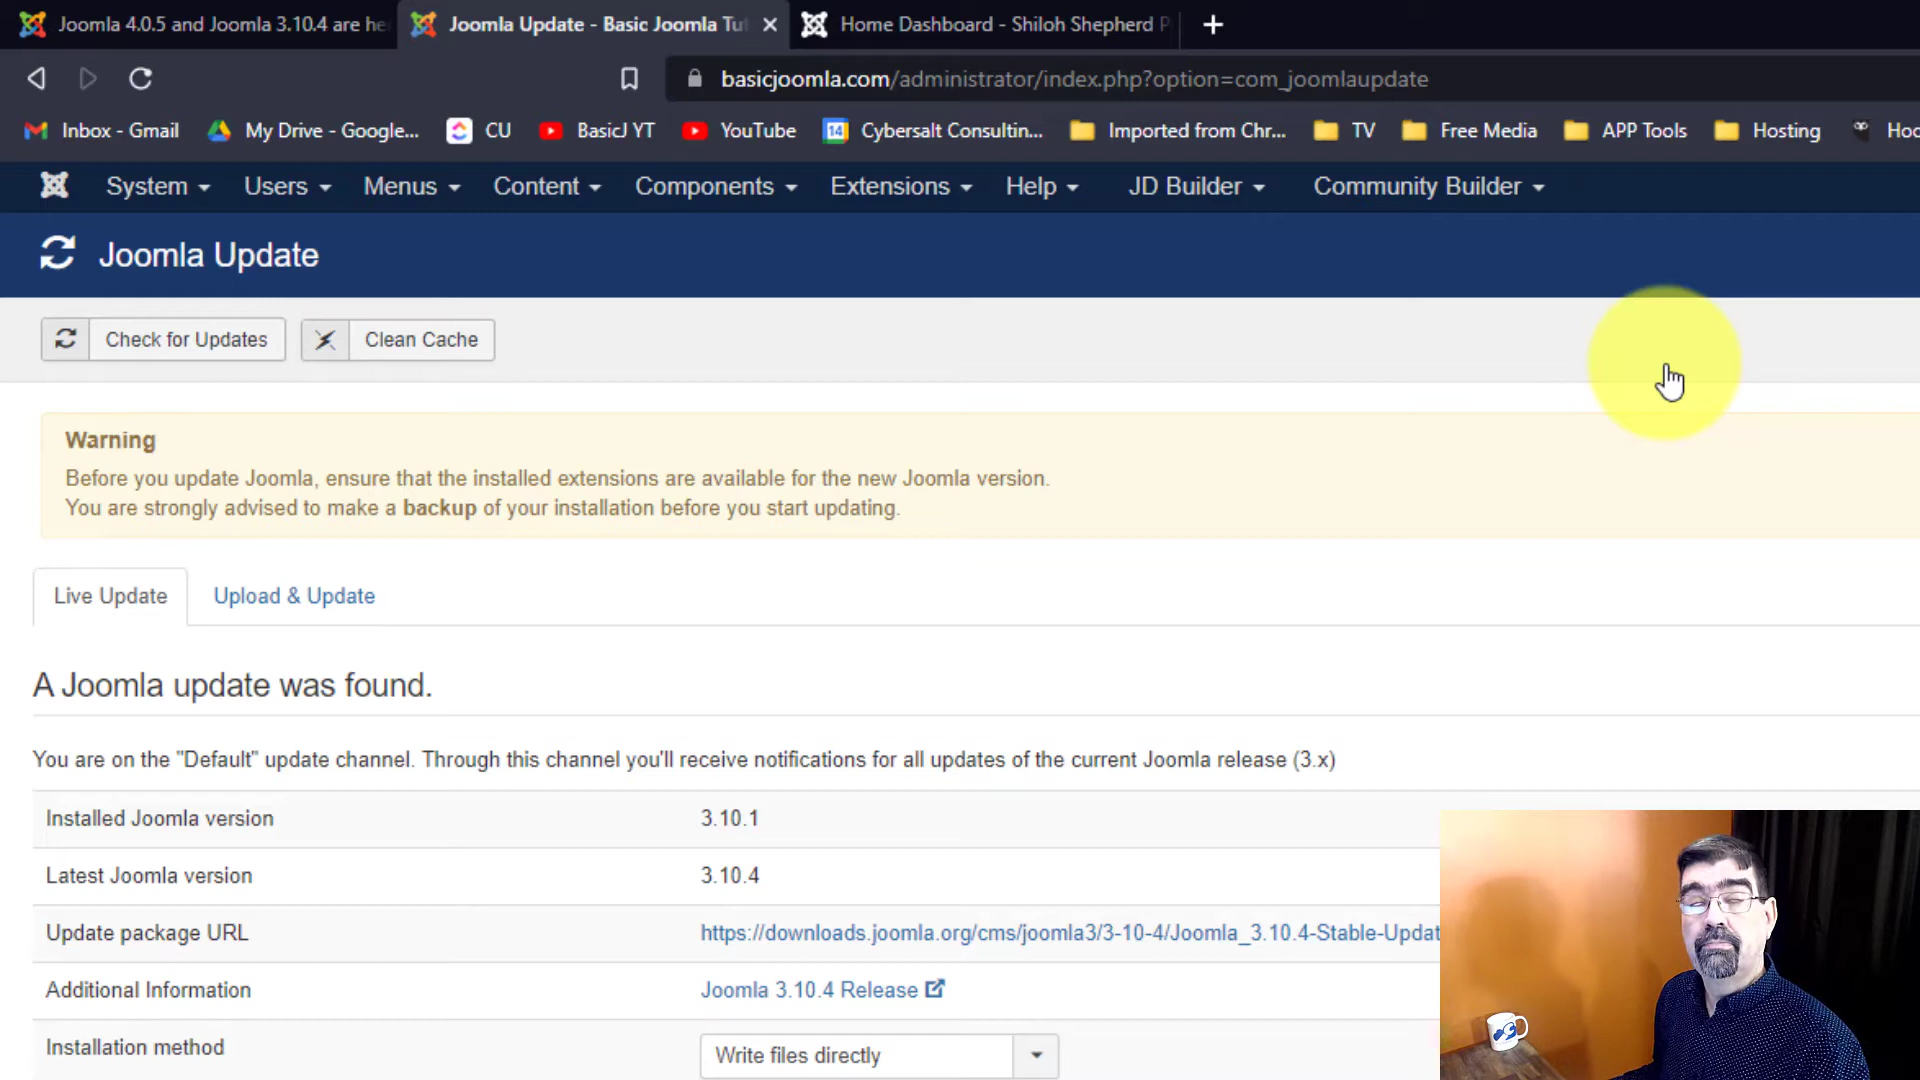 Joomla 4.0.5 and Joomla 3.10.4 are he
Joomla Update - Basic Joomla Tu
Home Dashboard - Shiloh Shepherd P
basicjoomla.com/administrator/index.php?option=com_joomlaupdate
Inbox - Gmail
My Drive - Google...
CU
BasicJ YT
YouTube
14
Cybersalt Consultin...
Imported from Chr...
TV
Free Media
APP Tools
Hosting
Hoo
System
Users
Menus
Content
Components
Extensions
Help
JD Builder
Community Builder
Joomla Update
Check for Updates
Clean Cache
Warning
Before you update Joomla, ensure that the installed extensions are available for the new Joomla version.
You are strongly advised to make a backup of your installation before you start updating.
Live Update
Upload & Update
A Joomla update was found.
You are on the "Default" update channel. Through this channel you'll receive notifications for all updates of the current Joomla release (3.x)
Installed Joomla version 3.10.1
Latest Joomla version 3.10.4
Update package URL https://downloads.joomla.org/cms/joomla3/3-10-4/Joomla_3.10.4-Stable-Updat
Additional Information Joomla 3.10.4 Release
Installation method Write files directly